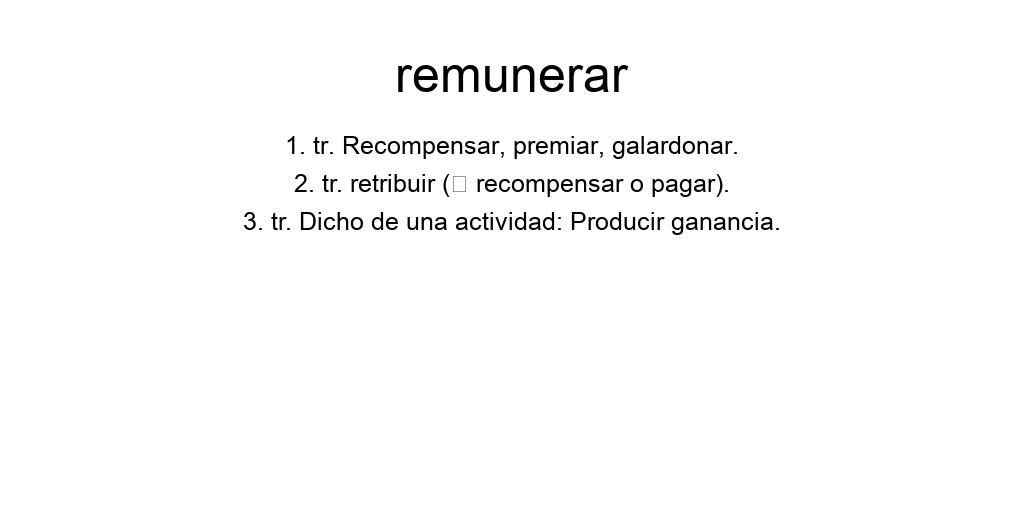 remunerar
1. tr. Recompensar, premiar, galardonar.
2. tr. retribuir (□ recompensar o pagar).
3. tr. Dicho de una actividad: Producir ganancia.